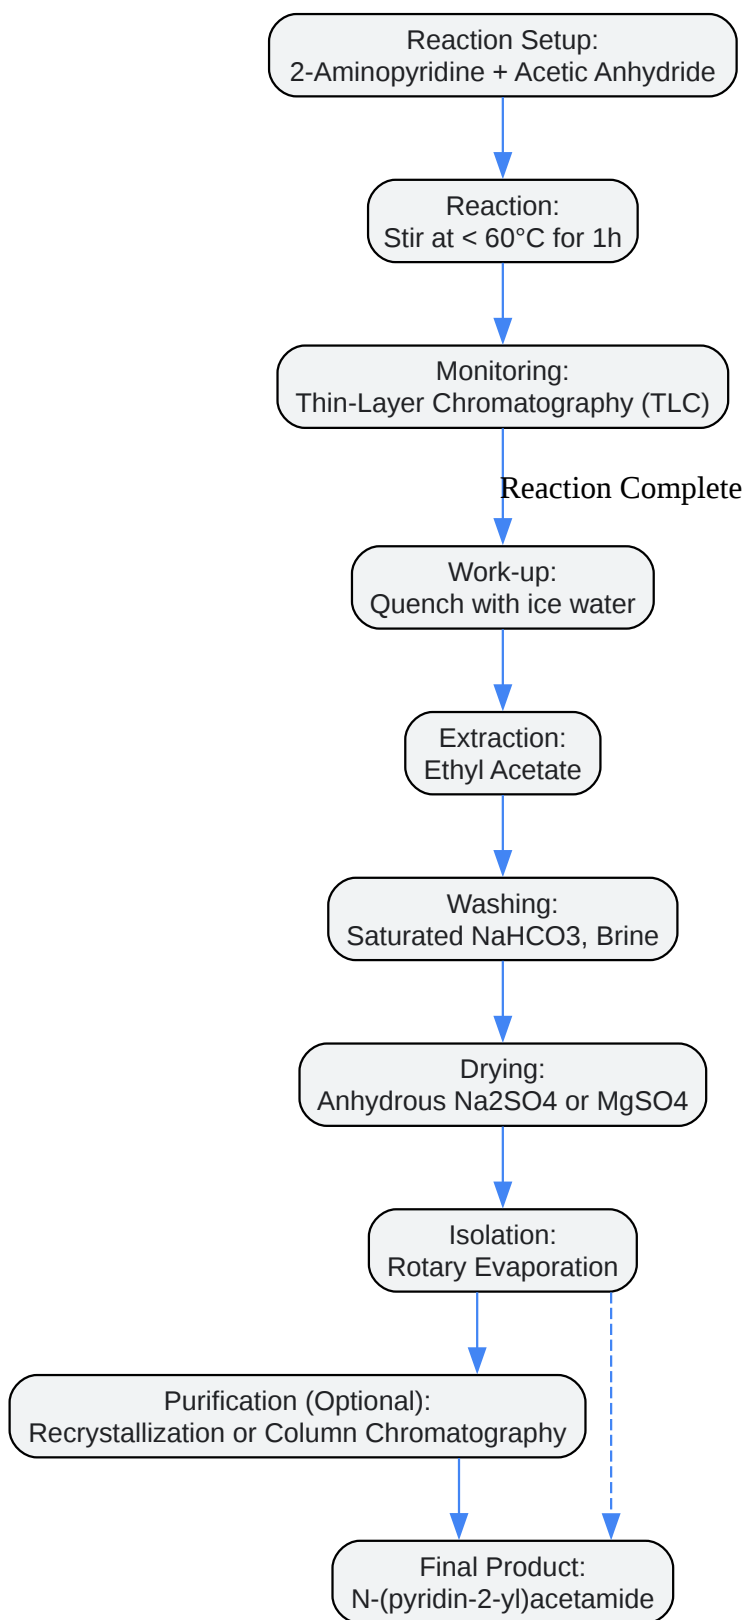 Reaction Setup:
2-Aminopyridine + Acetic Anhydride
Reaction:
Stir at < 60°C for 1h
Monitoring:
Thin-Layer Chromatography (TLC)
Reaction Complete
Work-up:
Quench with ice water
Extraction:
Ethyl Acetate
Washing:
Saturated NaHCO3, Brine
Drying:
Anhydrous Na2SO4 or MgSO4
Isolation:
Rotary Evaporation
Purification (Optional):
Recrystallization or Column Chromatography
Final Product:
N-(pyridin-2-yl)acetamide